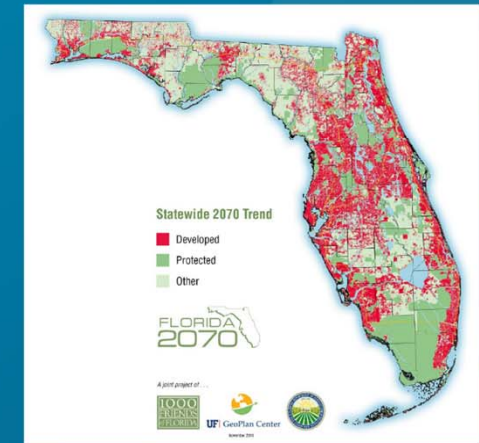 Statewide 2070 Trend
Developed
Protected
Other
FLORIDA
2070
A joint project of . . .
1000
FRIENDS
OF FLORIDA
UF GeoPlan Center